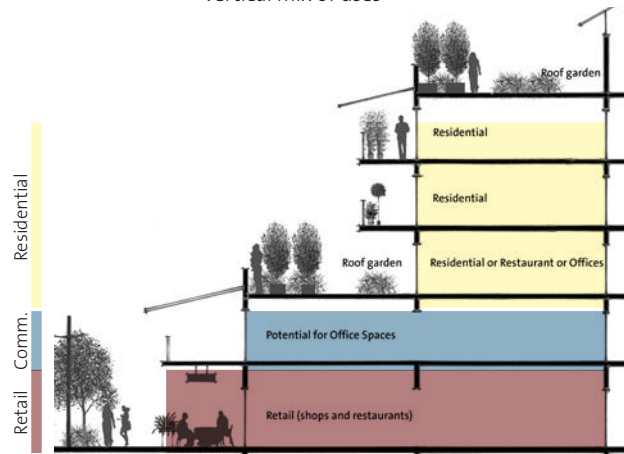 Vertical mix of uses
Roof garden
Residential
Residential
Roof garden
Residential or Restaurant or Offices
Potential for Office Spaces
Retail (shops and restaurants)
Residential
Comm.
Retail